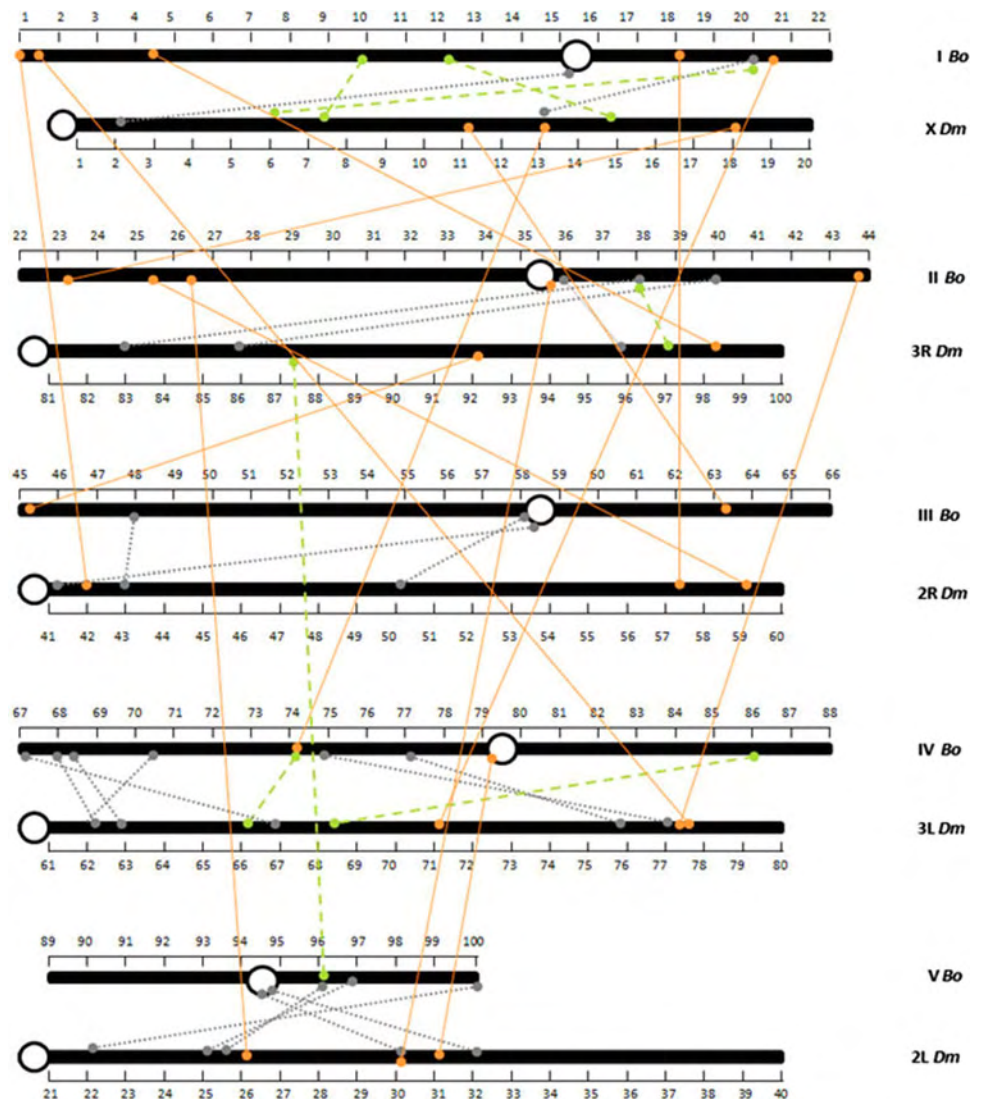 1 2 3 4 5 6 7 8 9 10 11 12 13 14 15 16 17 18 19 20 21 22
I Bo
X Dm
1 2 3 4 5 6 7 8 9 10 11 12 13 14 15 16 17 18 19 20
22 23 24 25 26 27 28 29 30 31 32 33 34 35 36 37 38 39 40 41 42 43 44
II Bo
3R Dm
81 82 83 84 85 86 87 88 89 90 91 92 93 94 95 96 97 98 99 100
45 46 47 48 49 50 51 52 53 54 55 56 57 58 59 60 61 62 63 64 65 66
III Bo
2R Dm
41 42 43 44 45 46 47 48 49 50 51 52 53 54 55 56 57 58 59 60
67 68 69 70 71 72 73 74 75 76 77 78 79 80 81 82 83 84 85 86 87 88
IV Bo
3L Dm
61 62 63 64 65 66 67 68 69 70 71 72 73 74 75 76 77 78 79 80
89 90 91 92 93 94 95 96 97 98 99 100
V Bo
2L Dm
21 22 23 24 25 26 27 28 29 30 31 32 33 34 35 36 37 38 39 40